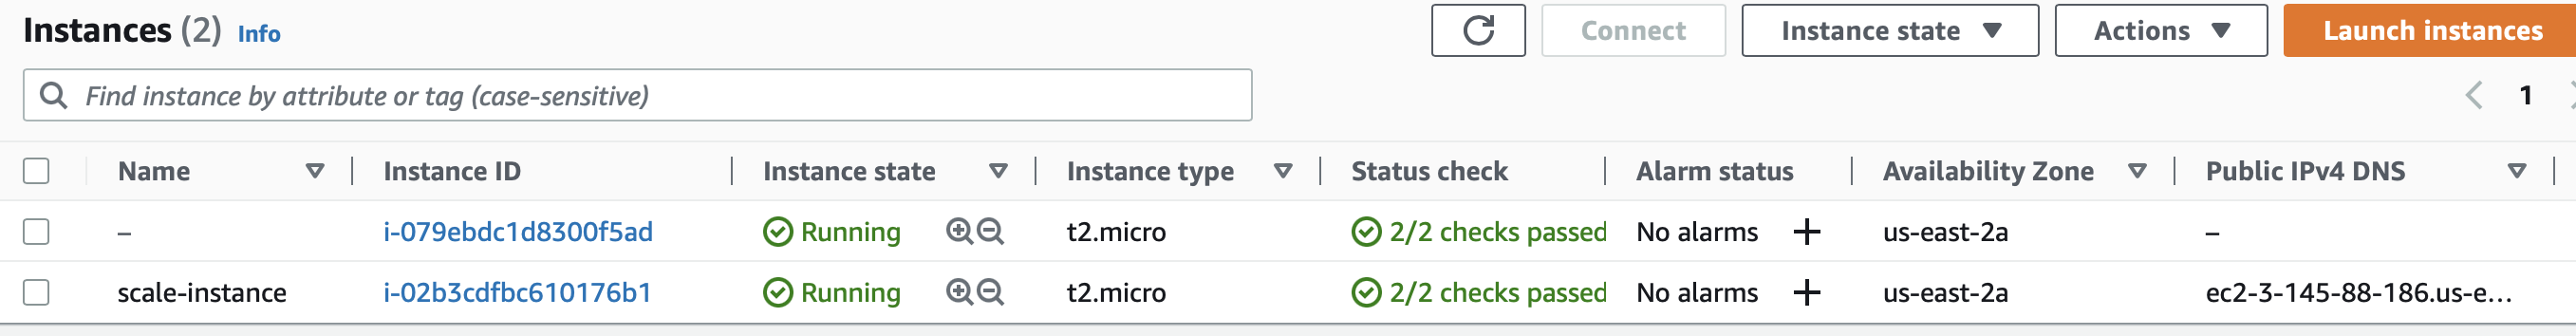 Instances (2) Info Connect Instance state Actions Launch instances
Find instance by attribute or tag (case-sensitive) 1
Name Instance ID Instance state Instance type Status check Alarm status Availability Zone Public IPv4 DNS
– i-079ebdc1d8300f5ad Running t2.micro 2/2 checks passed No alarms + us-east-2a –
scale-instance i-02b3cdfbc610176b1 Running t2.micro 2/2 checks passed No alarms + us-east-2a ec2-3-145-88-186.us-e...